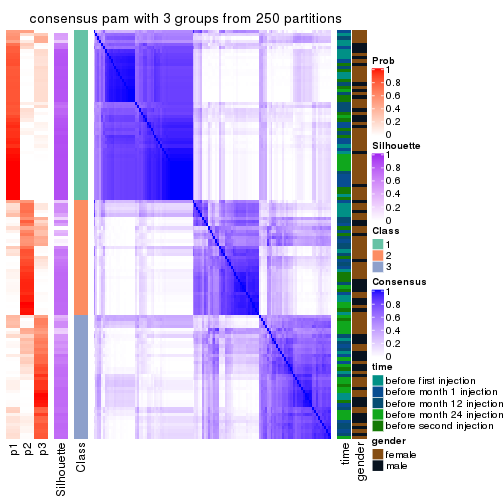 consensus pam with 3 groups from 250 partitions
Prob
1
0.8
0.6
0.4
0.2
0
Silhouette
1
0.8
0.6
0.4
0.2
0
Class
1
2
3
Consensus
1
0.8
0.6
0.4
0.2
0
time
before first injection
before month 1 injection
before month 12 injection
before month 24 injection
before second injection
gender
female
male
p1
p2
p3
Silhouette
Class
time
gender